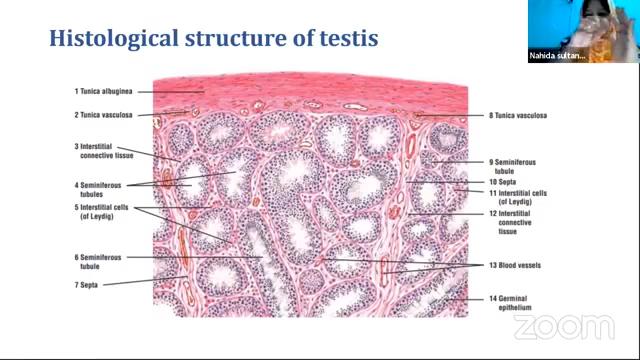 Histological structure of testis
Nahida sultan...
1 Tunica albuginea
2 Tunica vasculosa
3 Interstitial
connective tissue
4 Seminiferous
tubules
5 Interstitial cells
(of Leydig)
6 Seminiferous
tubule
7 Septa
8 Tunica vasculosa
9 Seminiferous
tubule
10 Septa
11 Interstitial cells
(of Leydig)
12 Interstitial
connective
tissue
13 Blood vessels
14 Germinal
epithelium
zoom